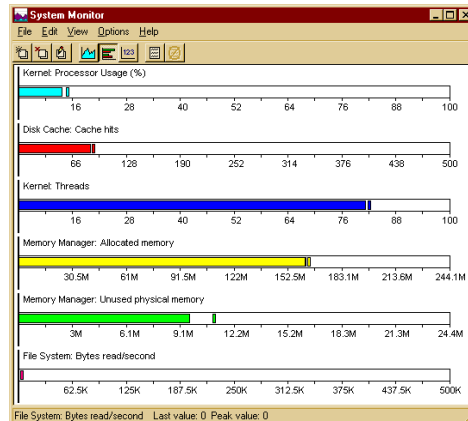 System Monitor
File Edit View Options Help
123
Kernel: Processor Usage (%)
16 28 40 52 64 76 88 100
Disk Cache: Cache hits
66 128 190 252 314 376 438 500
Kernel: Threads
16 28 40 52 64 76 88 100
Memory Manager: Allocated memory
30.5M 61M 91.5M 122M 152.5M 183.1M 213.6M 244.1M
Memory Manager: Unused physical memory
3M 6.1M 9.1M 12.2M 15.2M 18.3M 21.3M 24.4M
File System: Bytes read/second
62.5K 125K 187.5K 250K 312.5K 375K 437.5K 500K
File System: Bytes read/second Last value: 0 Peak value: 0